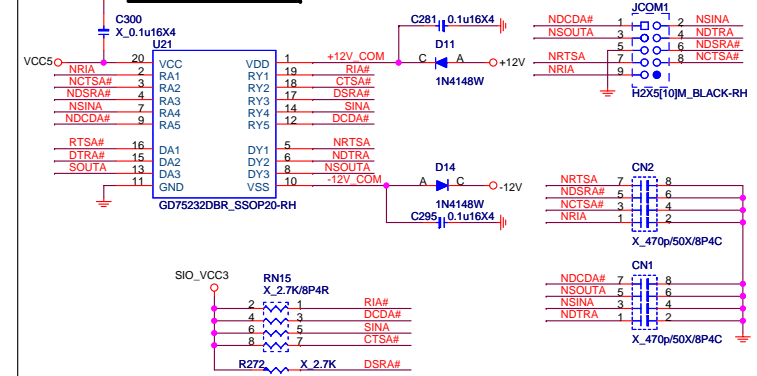 C300
X_0.1u16X4
U21
VCC5
20 VCC VDD 1 +12V_COM
NRIA 2 RA1 RY1 19 RIA#
NCTSA# 3 RA2 RY2 18 CTSA#
NDSRA# 4 RA3 RY3 17 DSRA#
NSINA 7 RA4 RY4 14 SINA
NDCDA# 9 RA5 RY5 12 DCDA#
RTSA# 16 DA1 DY1 5 NRTSA
DTRA# 15 DA2 DY2 6 NDTRA
SOUTA 13 DA3 DY3 8 NSOUTA
11 GND VSS 10 -12V_COM
GD75232DBR_SSOP20-RH
C281 0.1u16X4
D11
C A
+12V
1N4148W
D14
A C
-12V
1N4148W
C295 0.1u16X4
JCOM1
NDCDA# 1 2 NSINA
NSOUTA 3 4 NDTRA
5 6 NDSRA#
NRTSA 7 8 NCTSA#
NRIA 9
H2X5[10]M_BLACK-RH
CN2
NRTSA 7 8
NDSRA# 5 6
NCTSA# 3 4
NRIA 1 2
X_470p/50X/8P4C
CN1
NDCDA# 7 8
NSOUTA 5 6
NSINA 3 4
NDTRA 1 2
X_470p/50X/8P4C
SIO_VCC3
RN15
X_2.7K/8P4R
2 1 RIA#
4 3 DCDA#
6 5 SINA
8 7 CTSA#
R272 X_2.7K DSRA#